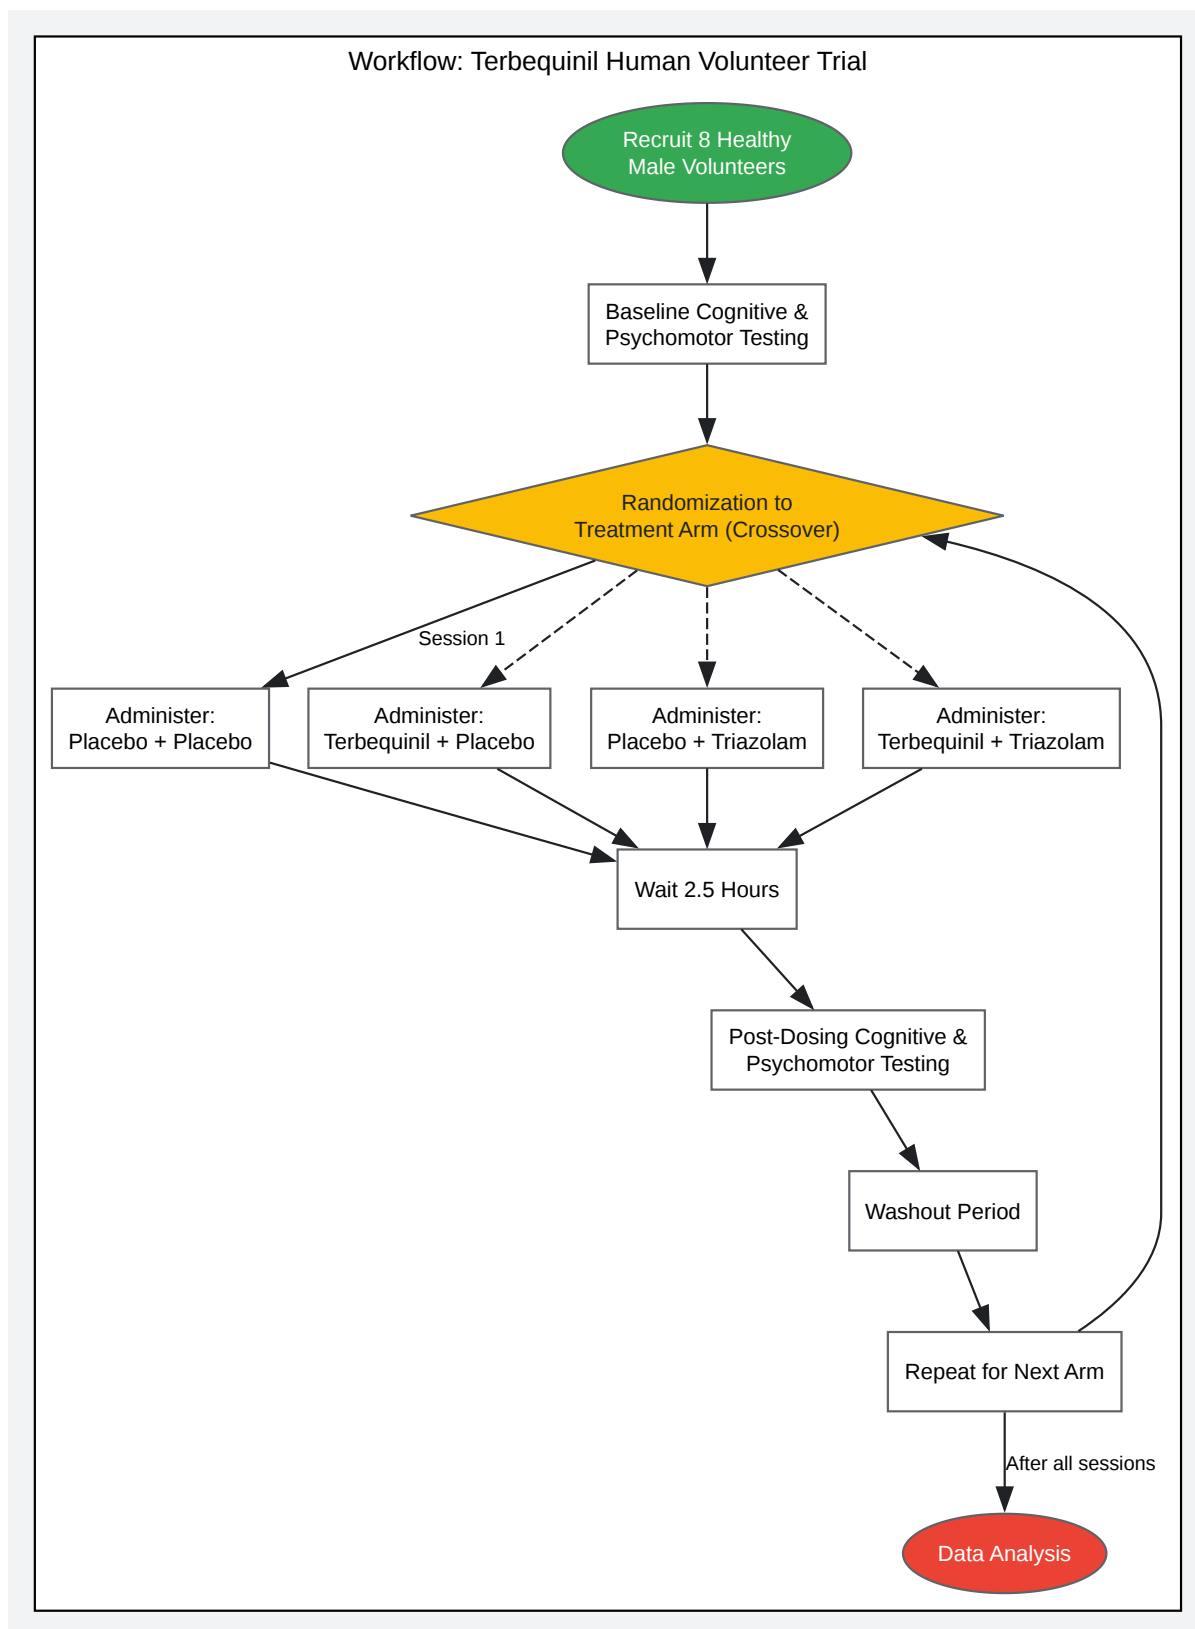 Workflow: Terbequinil Human Volunteer Trial
Recruit 8 Healthy
Male Volunteers
Baseline Cognitive &
Psychomotor Testing
Randomization to
Treatment Arm (Crossover)
Session 1
Administer:
Placebo + Placebo
Administer:
Terbequinil + Placebo
Administer:
Placebo + Triazolam
Administer:
Terbequinil + Triazolam
Wait 2.5 Hours
Post-Dosing Cognitive &
Psychomotor Testing
Washout Period
Repeat for Next Arm
After all sessions
Data Analysis